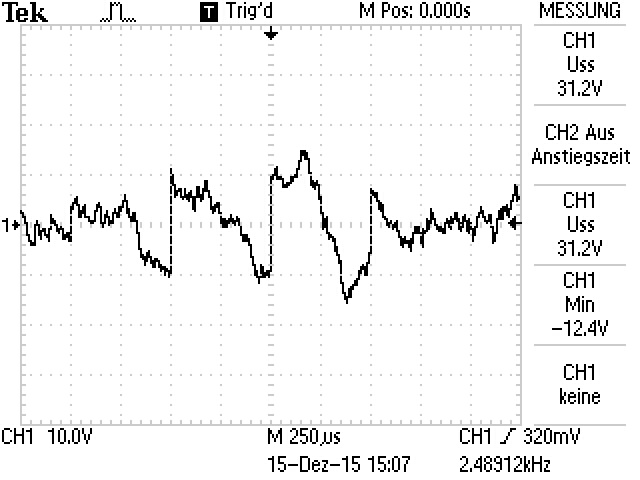 Tek T Trig'd M Pos: 0.000s MESSUNG
CH1
Uss
31.2V
CH2 Aus
Anstiegszeit
CH1
Uss
31.2V
CH1
Min
-12.4V
CH1
keine
1
CH1 10.0V M 250µs CH1 320mV
15-Dez-15 15:07 2.48912kHz